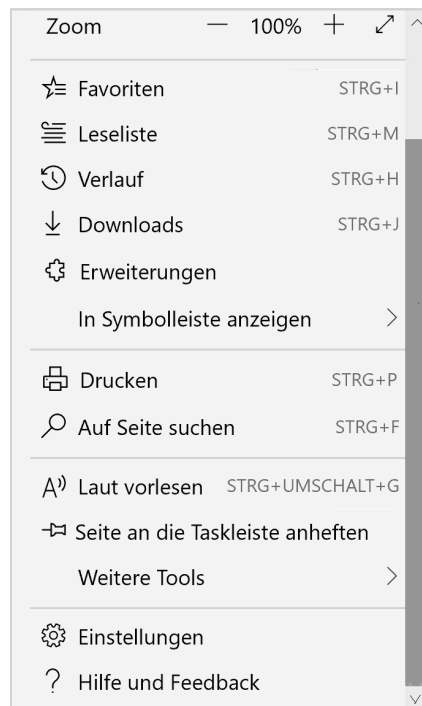 Zoom — 100% +
Favoriten STRG+I
Leseliste STRG+M
Verlauf STRG+H
Downloads STRG+J
Erweiterungen
In Symbolleiste anzeigen >
Drucken STRG+P
Auf Seite suchen STRG+F
Laut vorlesen STRG+UMSCHALT+G
Seite an die Taskleiste anheften
Weitere Tools >
Einstellungen
? Hilfe und Feedback